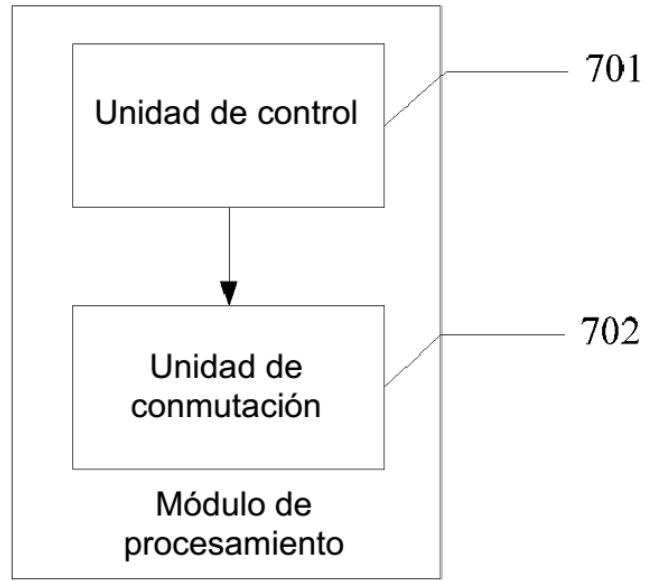 Unidad de control
701
Unidad de
conmutación
702
Módulo de
procesamiento